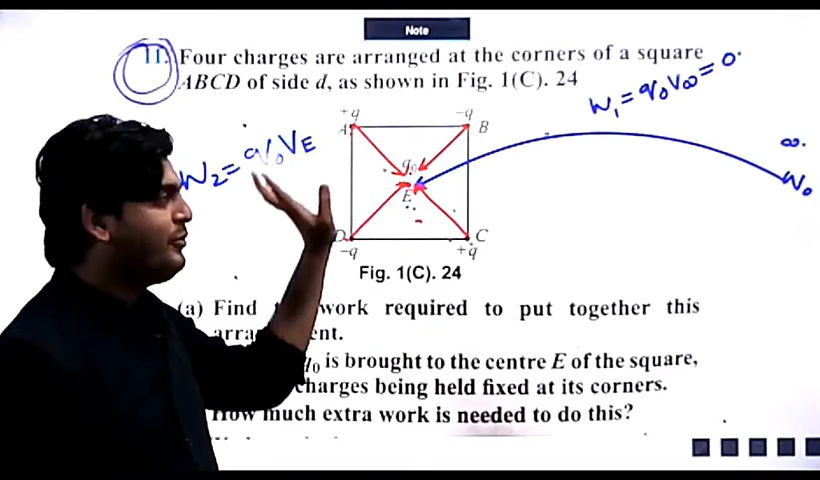 Note
11. Four charges are arranged at the corners of a square
ABCD of side d, as shown in Fig. 1(C). 24
W₁ = q₀V∞ = 0
+q
-q
A
B
∞
W₂ = q₀VE
q₀
E
D
C
-q
+q
Fig. 1(C). 24
(a) Find work required to put together this
q₀ is brought to the centre E of the square,
charges being held fixed at its corners.
How much extra work is needed to do this?